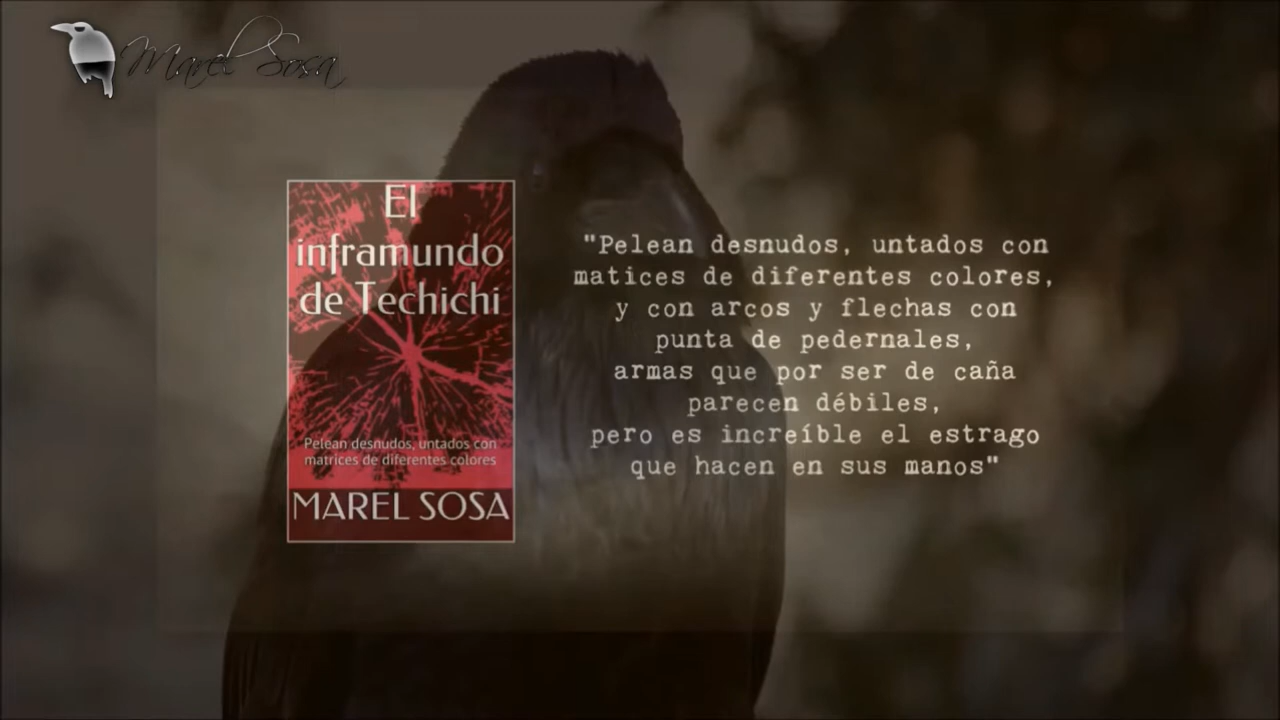 Marel Sosa
El
inframundo
de Techichi
Pelean desnudos, untados con
matrices de diferentes colores
MAREL SOSA
"Pelean desnudos, untados con
matices de diferentes colores,
y con arcos y flechas con
punta de pedernales,
armas que por ser de caña
parecen débiles,
pero es increíble el estrago
que hacen en sus manos"